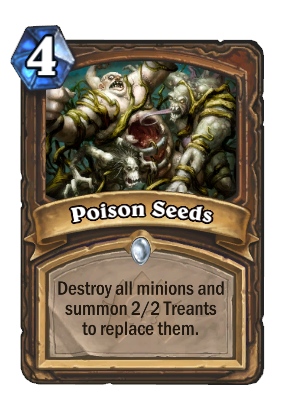 4
Poison Seeds
Destroy all minions and
summon 2/2 Treants
to replace them.